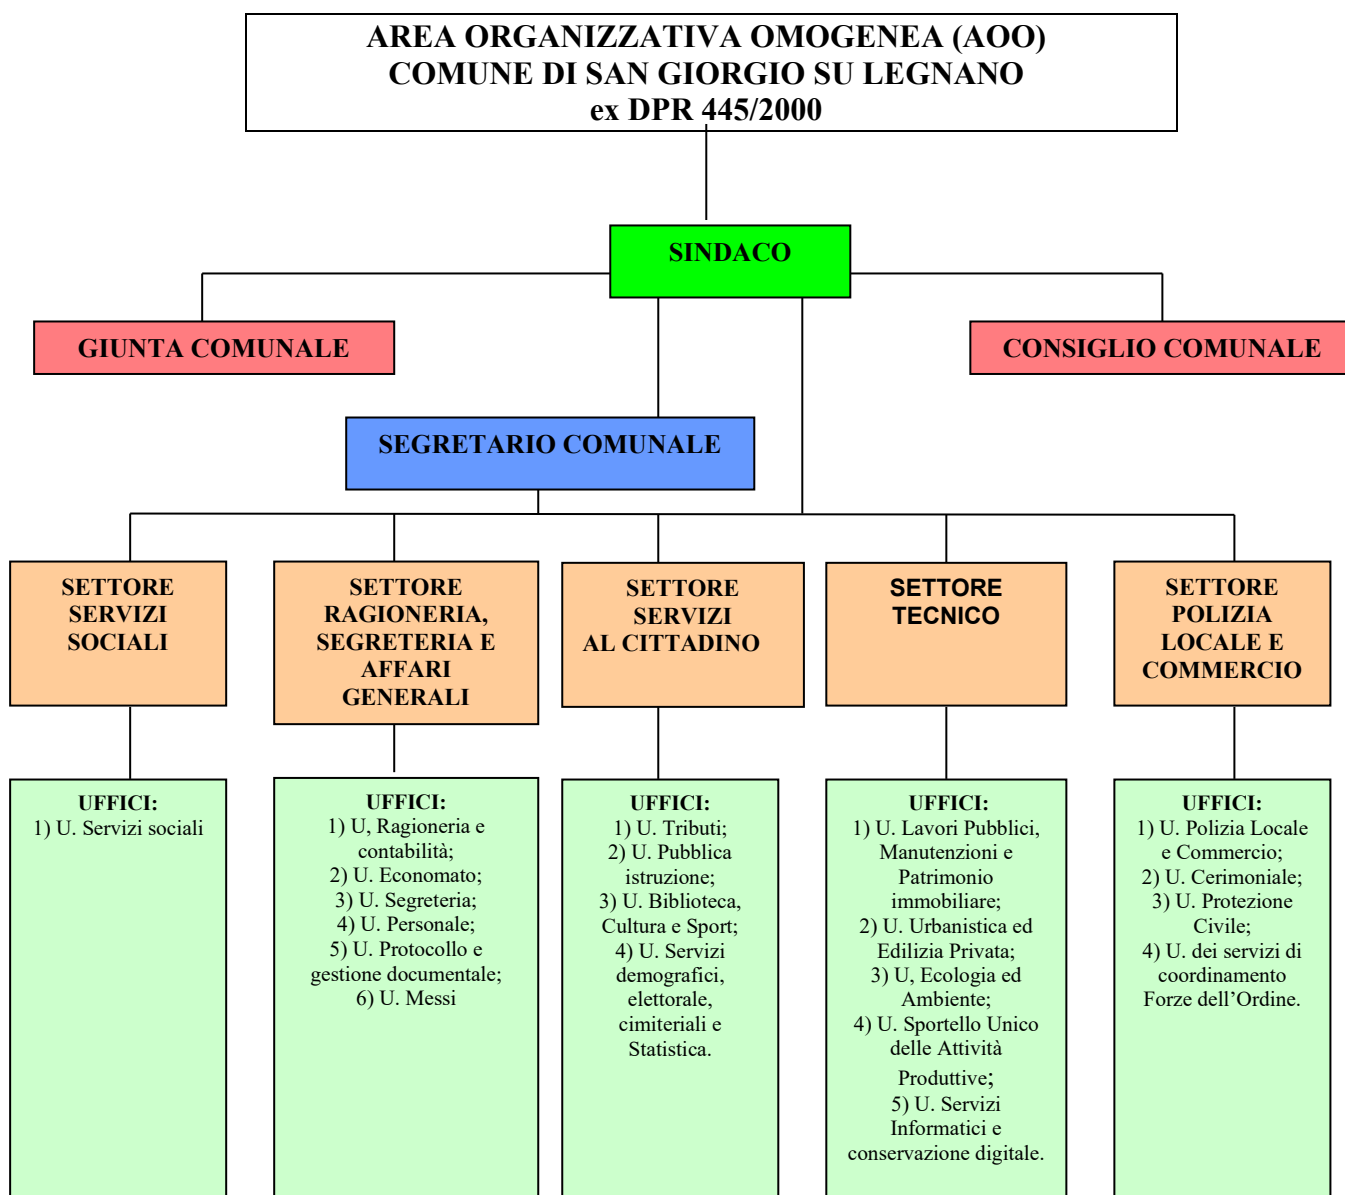 AREA ORGANIZZATIVA OMOGENEA (AOO)
COMUNE DI SAN GIORGIO SU LEGNANO
ex DPR 445/2000
SINDACO
GIUNTA COMUNALE
CONSIGLIO COMUNALE
SEGRETARIO COMUNALE
SETTORE
SERVIZI
SOCIALI
SETTORE
RAGIONERIA,
SEGRETERIA E
AFFARI
GENERALI
SETTORE
SERVIZI
AL CITTADINO
SETTORE
TECNICO
SETTORE
POLIZIA
LOCALE E
COMMERCIO
UFFICI:
1) U. Servizi sociali
UFFICI:
1) U, Ragioneria e
contabilità;
2) U. Economato;
3) U. Segreteria;
4) U. Personale;
5) U. Protocollo e
gestione documentale;
6) U. Messi
UFFICI:
1) U. Tributi;
2) U. Pubblica
istruzione;
3) U. Biblioteca,
Cultura e Sport;
4) U. Servizi
demografici,
elettorale,
cimiteriali e
Statistica.
UFFICI:
1) U. Lavori Pubblici,
Manutenzioni e
Patrimonio
immobiliare;
2) U. Urbanistica ed
Edilizia Privata;
3) U, Ecologia ed
Ambiente;
4) U. Sportello Unico
delle Attività
Produttive;
5) U. Servizi
Informatici e
conservazione digitale.
UFFICI:
1) U. Polizia Locale
e Commercio;
2) U. Cerimoniale;
3) U. Protezione
Civile;
4) U. dei servizi di
coordinamento
Forze dell’Ordine.